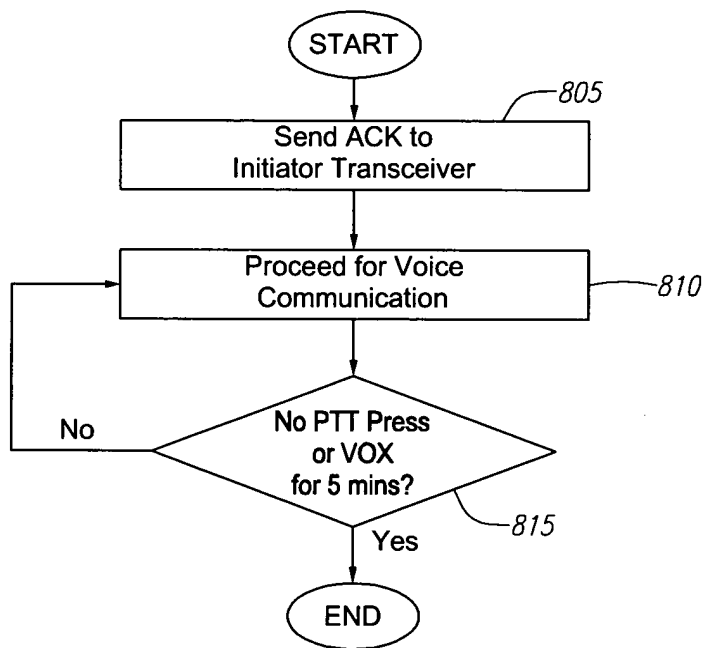 START
805
Send ACK to
Initiator Transceiver
Proceed for Voice
Communication
810
No PTT Press
or VOX
for 5 mins?
No
815
Yes
END